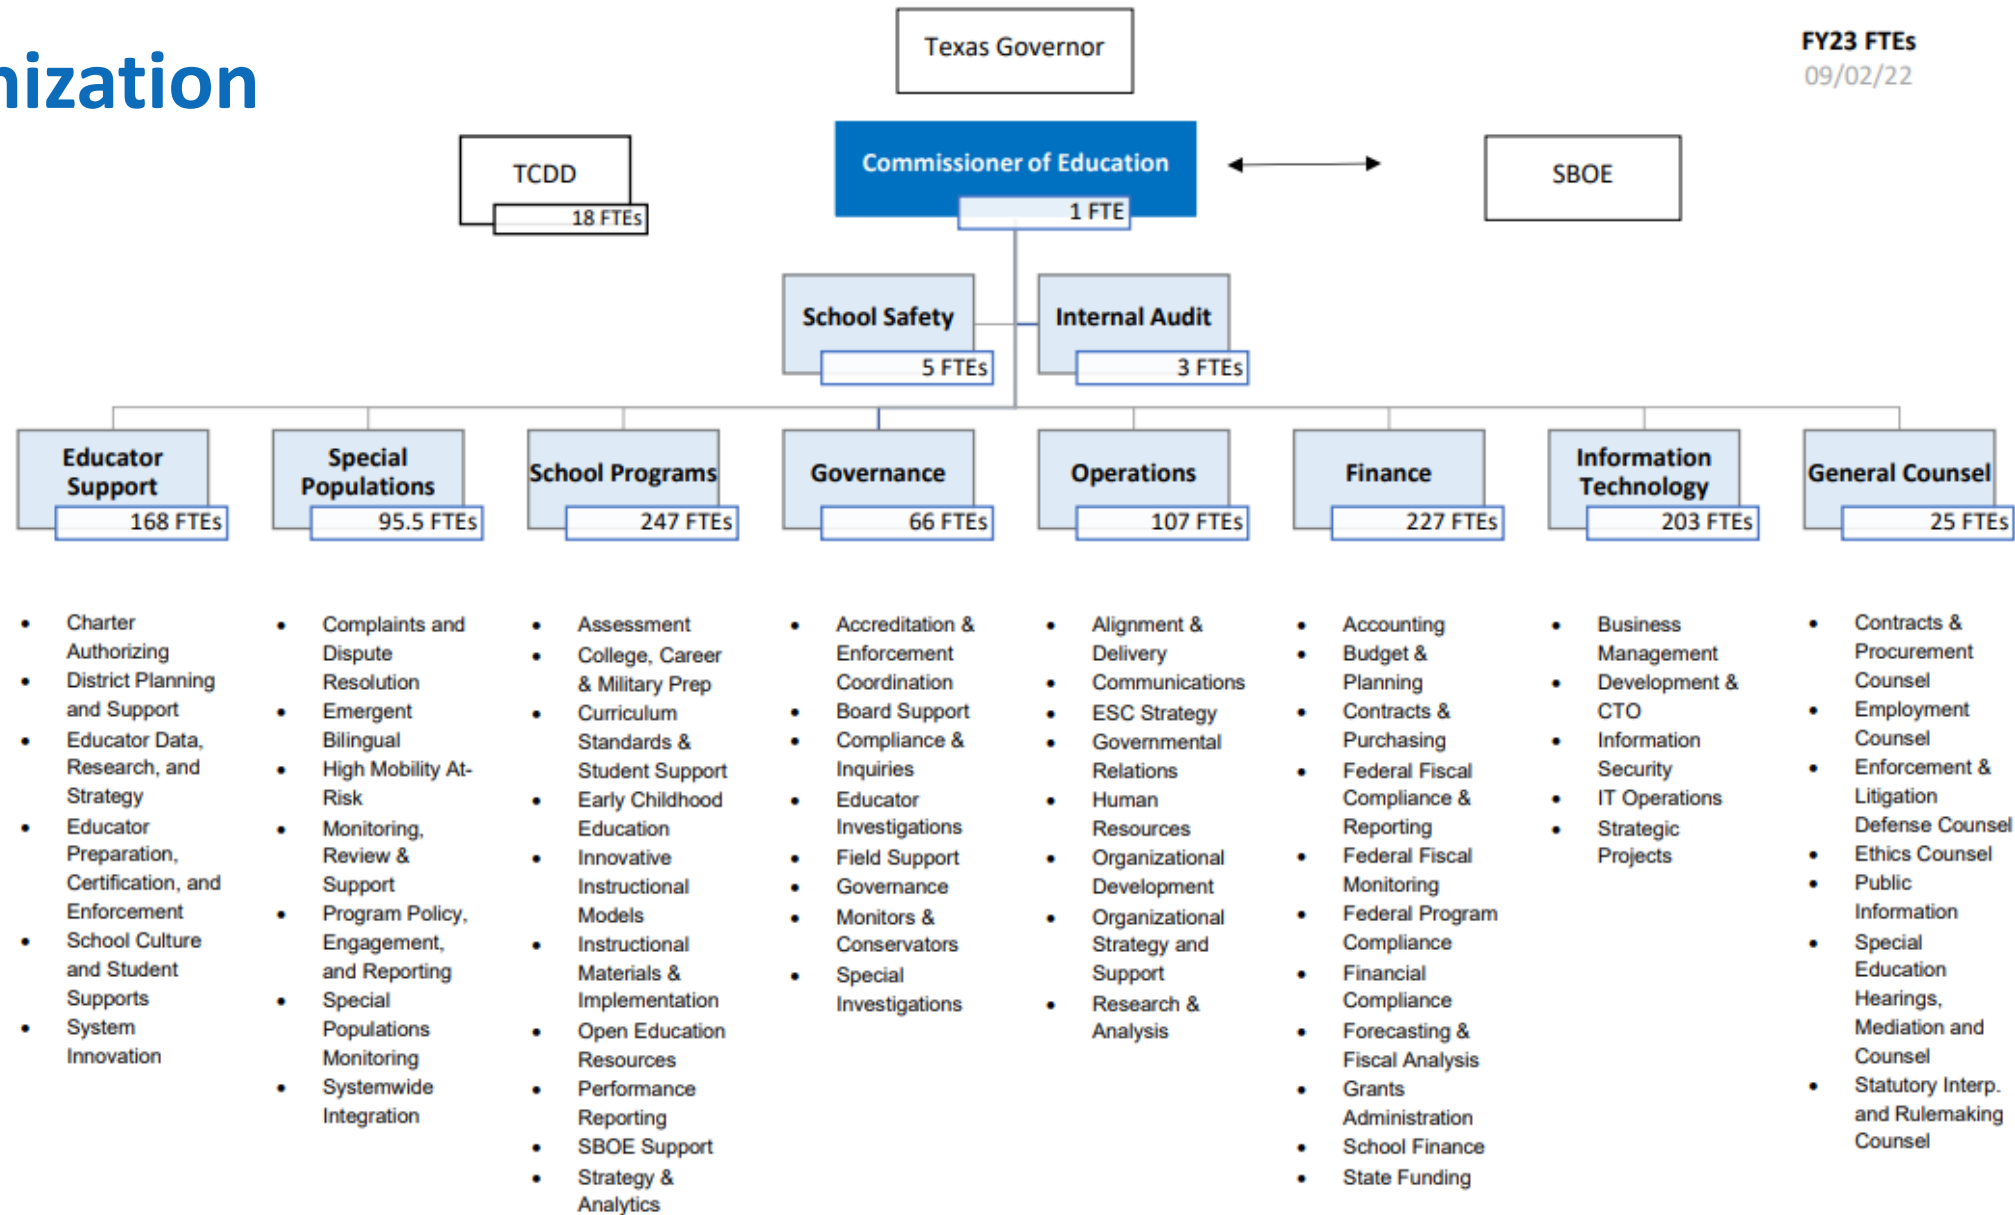 nization
Texas Governor
FY23 FTEs
09/02/22
TCDD
18 FTEs
Commissioner of Education
1 FTE
SBOE
School Safety
5 FTEs
Internal Audit
3 FTEs
Educator
Support
168 FTEs
Special
Populations
95.5 FTEs
School Programs
247 FTEs
Governance
66 FTEs
Operations
107 FTEs
Finance
227 FTEs
Information
Technology
203 FTEs
General Counsel
25 FTEs
• Charter
Authorizing
• District Planning
and Support
• Educator Data,
Research, and
Strategy
• Educator
Preparation,
Certification, and
Enforcement
• School Culture
and Student
Supports
• System
Innovation
• Complaints and
Dispute
Resolution
• Emergent
Bilingual
• High Mobility At-
Risk
• Monitoring,
Review &
Support
• Program Policy,
Engagement,
and Reporting
• Special
Populations
Monitoring
• Systemwide
Integration
• Assessment
• College, Career
& Military Prep
• Curriculum
Standards &
Student Support
• Early Childhood
Education
• Innovative
Instructional
Models
• Instructional
Materials &
Implementation
• Open Education
Resources
• Performance
Reporting
• SBOE Support
• Strategy &
Analytics
• Accreditation &
Enforcement
Coordination
• Board Support
• Compliance &
Inquiries
• Educator
Investigations
• Field Support
• Governance
• Monitors &
Conservators
• Special
Investigations
• Alignment &
Delivery
• Communications
• ESC Strategy
• Governmental
Relations
• Human
Resources
• Organizational
Development
• Organizational
Strategy and
Support
• Research &
Analysis
• Accounting
• Budget &
Planning
• Contracts &
Purchasing
• Federal Fiscal
Compliance &
Reporting
• Federal Fiscal
Monitoring
• Federal Program
Compliance
• Financial
Compliance
• Forecasting &
Fiscal Analysis
• Grants
Administration
• School Finance
• State Funding
• Business
Management
• Development &
CTO
• Information
Security
• IT Operations
• Strategic
Projects
• Contracts &
Procurement
Counsel
• Employment
Counsel
• Enforcement &
Litigation
Defense Counsel
• Ethics Counsel
• Public
Information
• Special
Education
Hearings,
Mediation and
Counsel
• Statutory Interp.
and Rulemaking
Counsel